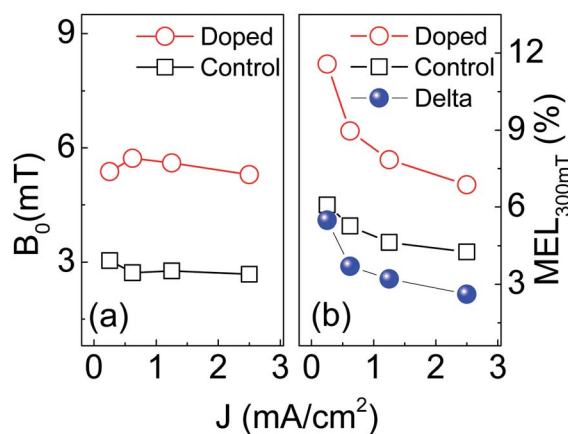 9
6
3
B₀(mT)
Doped
Control
(a)
0 1 2 3
Doped
Control
Delta
(b)
0 1 2 3
12
9
6
3
MEL₃₀₀ₘT (%)
J (mA/cm²)